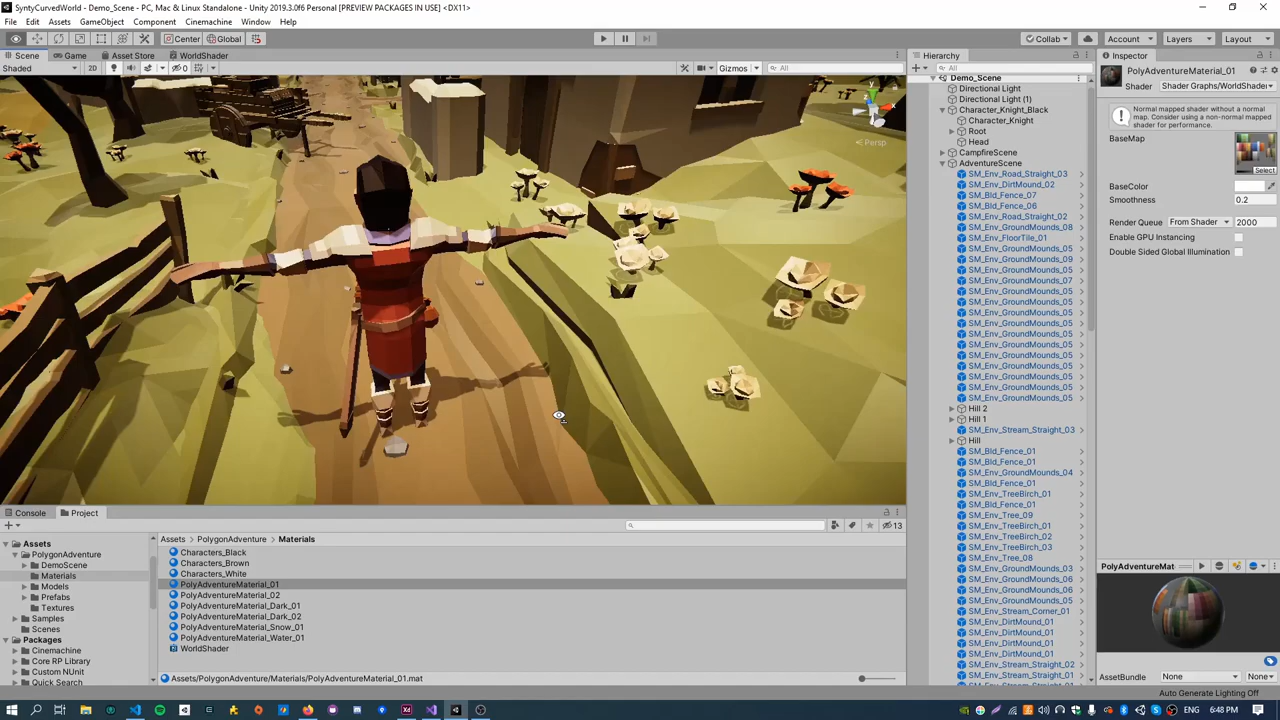 SyntyCurvedWorld - Demo_Scene - PC, Mac & Linux Standalone - Unity 2019.3.0f6 Personal [PREVIEW PACKAGES IN USE] <DX11>
File Edit Assets GameObject Component Cinemachine Window Help
Center Global Collab Account Layers Layout
Scene Game Asset Store WorldShader
Shaded 2D 0 Gizmos All
y x Persp
Hierarchy
All
Demo_Scene
Directional Light
Directional Light (1)
Character_Knight_Black
Character_Knight
Root
Head
CampfireScene
AdventureScene
SM_Env_Road_Straight_03
SM_Env_DirtMound_02
SM_Bld_Fence_07
SM_Bld_Fence_06
SM_Env_Road_Straight_02
SM_Env_GroundMounds_08
SM_Env_FloorTile_01
SM_Env_GroundMounds_05
SM_Env_GroundMounds_09
SM_Env_GroundMounds_05
SM_Env_GroundMounds_07
SM_Env_GroundMounds_05
SM_Env_GroundMounds_05
SM_Env_GroundMounds_05
SM_Env_GroundMounds_05
SM_Env_GroundMounds_05
SM_Env_GroundMounds_05
SM_Env_GroundMounds_05
SM_Env_GroundMounds_05
SM_Env_GroundMounds_05
SM_Env_GroundMounds_05
SM_Env_GroundMounds_05
Hill 2
Hill 1
SM_Env_Stream_Straight_03
Hill
SM_Bld_Fence_01
SM_Bld_Fence_01
SM_Env_GroundMounds_04
SM_Bld_Fence_01
SM_Env_TreeBirch_01
SM_Bld_Fence_01
SM_Env_Tree_09
SM_Env_TreeBirch_01
SM_Env_TreeBirch_02
SM_Env_TreeBirch_03
SM_Env_Tree_08
SM_Env_GroundMounds_03
SM_Env_GroundMounds_06
SM_Env_GroundMounds_06
SM_Env_GroundMounds_05
SM_Env_Stream_Corner_01
SM_Env_DirtMound_01
SM_Env_DirtMound_01
SM_Env_DirtMound_01
SM_Env_DirtMound_01
SM_Env_Stream_Straight_02
SM_Env_Stream_Straight_01
Inspector
PolyAdventureMaterial_01
Shader Shader Graphs/WorldShader
Normal mapped shader without a normal
map. Consider using a non-normal mapped
shader for performance.
BaseMap
Select
BaseColor
Smoothness 0.2
Render Queue From Shader 2000
Enable GPU Instancing
Double Sided Global Illumination
PolyAdventureMat
AssetBundle None None
Auto Generate Lighting Off
Console Project
13
Assets
PolygonAdventure
DemoScene
Materials
Models
Prefabs
Textures
Samples
Scenes
Packages
Cinemachine
Core RP Library
Custom NUnit
Quick Search
Assets PolygonAdventure Materials
Characters_Black
Characters_Brown
Characters_White
PolyAdventureMaterial_01
PolyAdventureMaterial_02
PolyAdventureMaterial_Dark_01
PolyAdventureMaterial_Dark_02
PolyAdventureMaterial_Snow_01
PolyAdventureMaterial_Water_01
WorldShader
Assets/PolygonAdventure/Materials/PolyAdventureMaterial_01.mat
ENG 6:48 PM